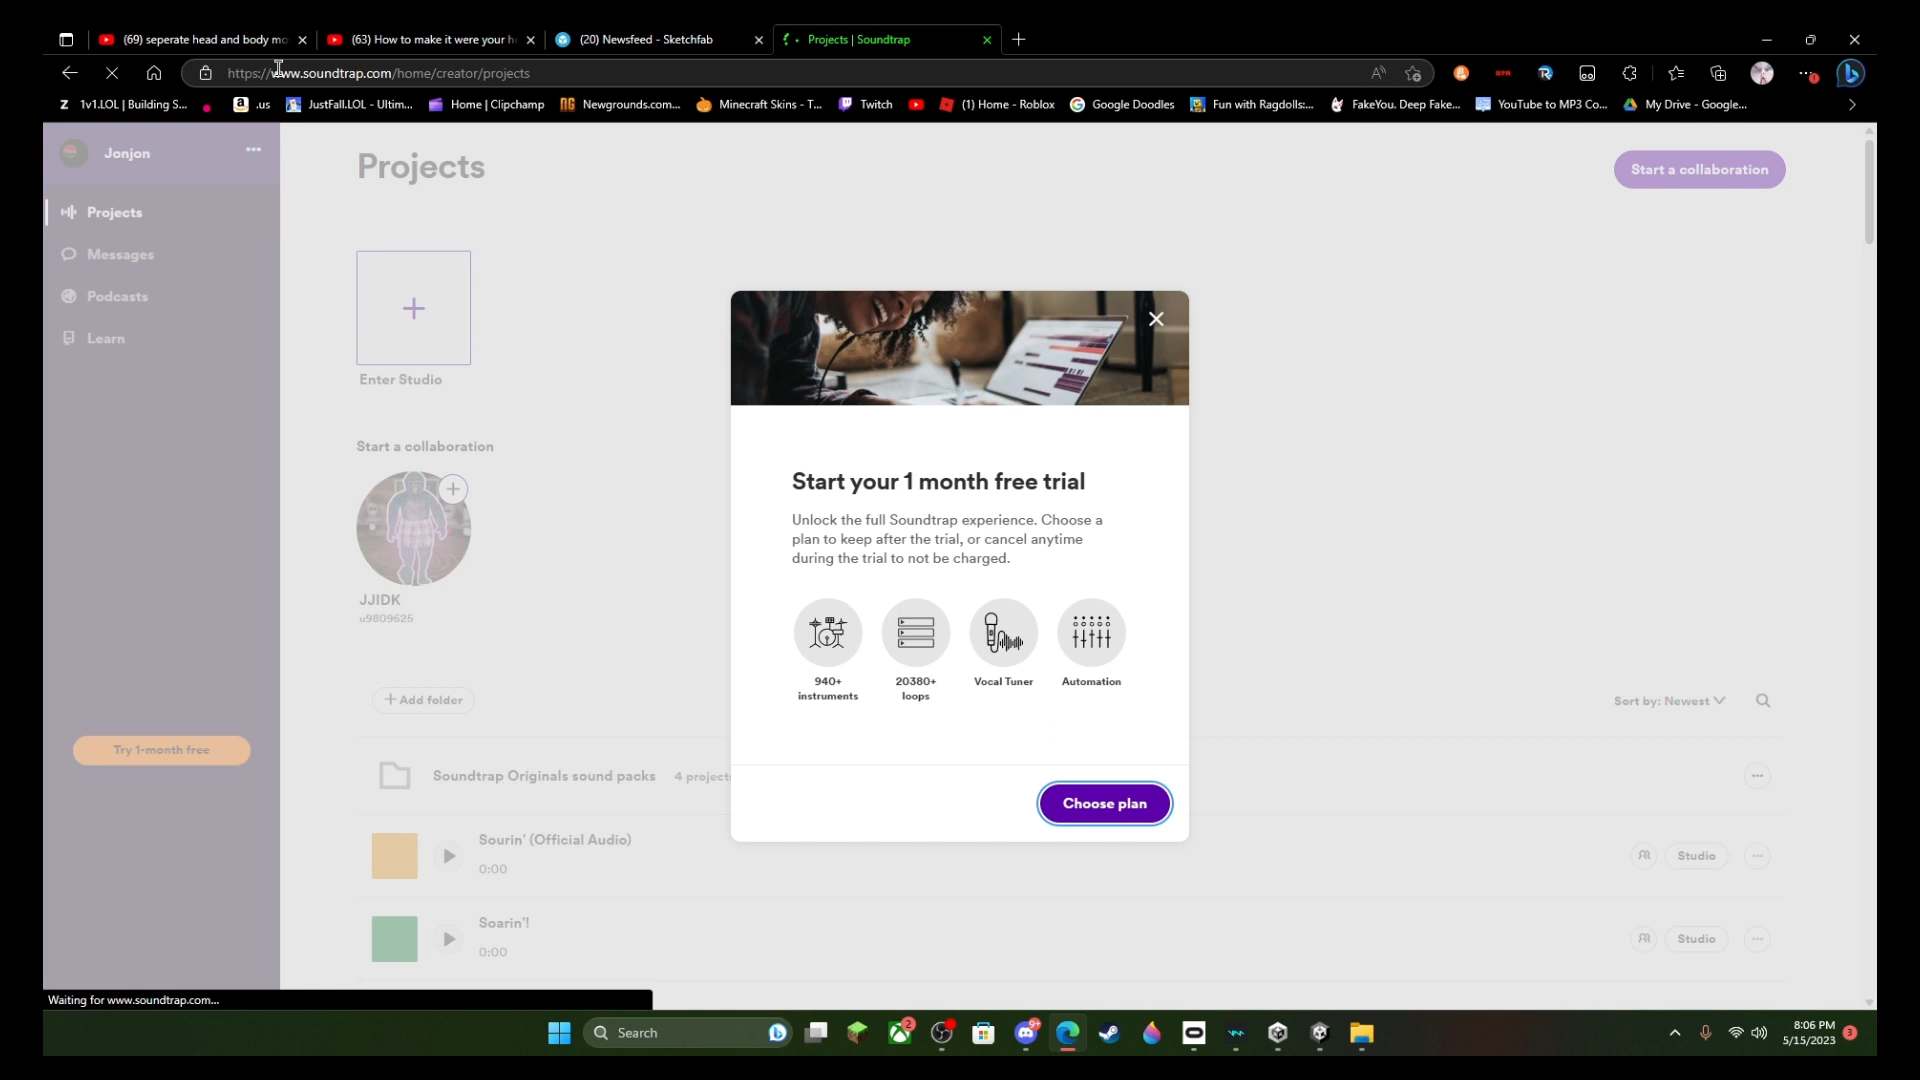 (69) seperate head and body mo
(63) How to make it were your h
(20) Newsfeed - Sketchfab
Projects | Soundtrap
https://www.soundtrap.com/home/creator/projects
1v1.LOL | Building S...
.us
JustFall.LOL - Ultim...
Home | Clipchamp
Newgrounds.com...
Minecraft Skins - T...
Twitch
(1) Home - Roblox
Google Doodles
Fun with Ragdolls:...
FakeYou. Deep Fake...
YouTube to MP3 Co...
My Drive - Google...
Jonjon
Projects
Messages
Podcasts
Learn
Try 1-month free
Projects
Start a collaboration
Enter Studio
Start a collaboration
JJIDK
u9809625
+ Add folder
Sort by: Newest
Soundtrap Originals sound packs 4 projects
Sourin' (Official Audio)
0:00
Studio
Soarin'!
0:00
Studio
Start your 1 month free trial
Unlock the full Soundtrap experience. Choose a
plan to keep after the trial, or cancel anytime
during the trial to not be charged.
940+
instruments
20380+
loops
Vocal Tuner
Automation
Choose plan
Waiting for www.soundtrap.com...
Search
2
9+
8:06 PM
5/15/2023
3